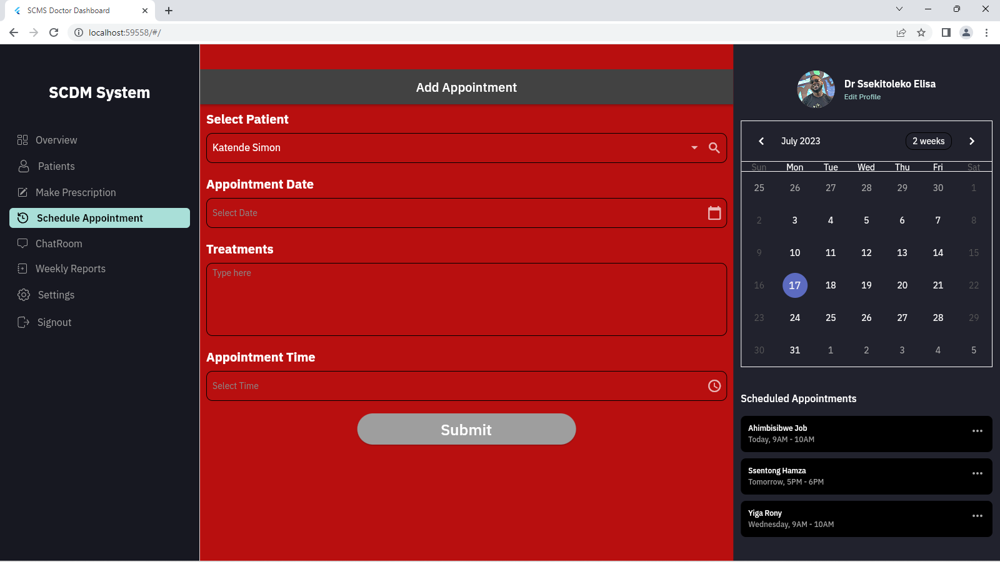 SCMS Doctor Dashboard
localhost:59558/#/
SCDM System
Overview
Patients
Make Prescription
Schedule Appointment
ChatRoom
Weekly Reports
Settings
Signout
Add Appointment
Select Patient
Katende Simon
Appointment Date
Select Date
Treatments
Type here
Appointment Time
Select Time
Submit
Dr Ssekitoleko Elisa
Edit Profile
July 2023 2 weeks
Sun Mon Tue Wed Thu Fri Sat
25 26 27 28 29 30 1
2 3 4 5 6 7 8
9 10 11 12 13 14 15
16 17 18 19 20 21 22
23 24 25 26 27 28 29
30 31 1 2 3 4 5
Scheduled Appointments
Ahimbisibwe Job
Today, 9AM - 10AM
Ssentong Hamza
Tomorrow, 5PM - 6PM
Yiga Rony
Wednesday, 9AM - 10AM